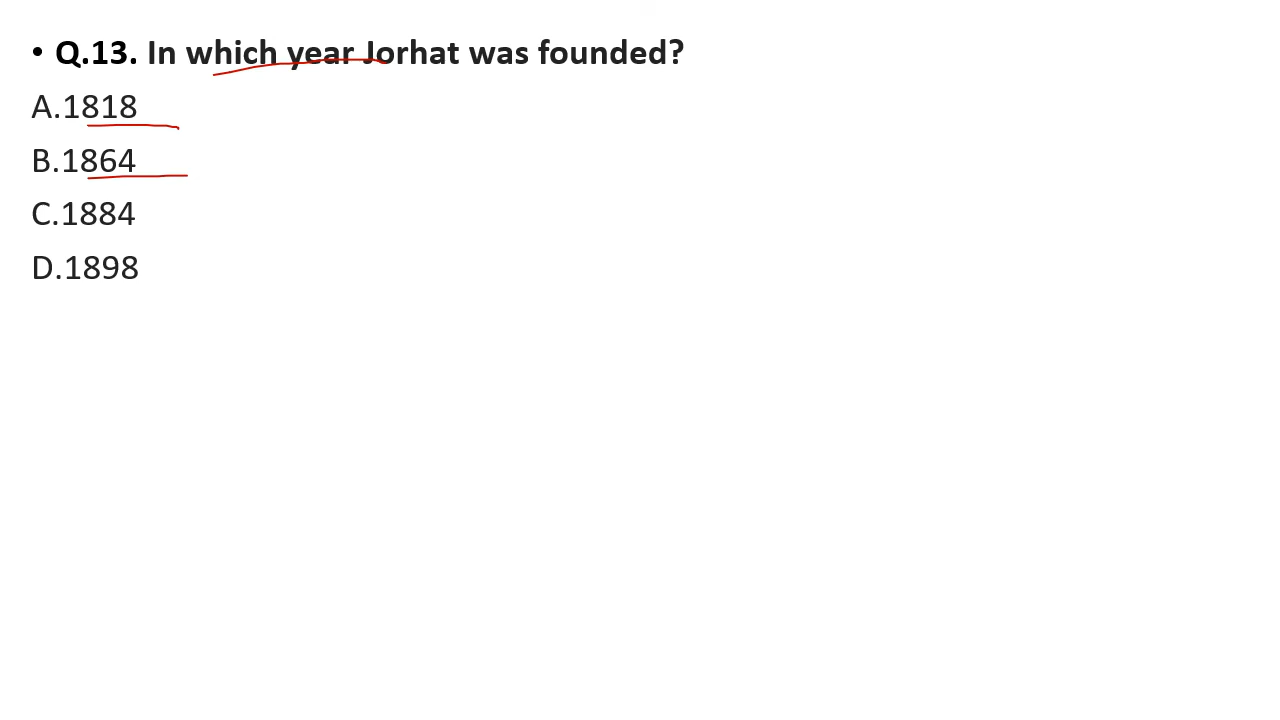 • Q.13. In which year Jorhat was founded?
A.1818
B.1864
C.1884
D.1898